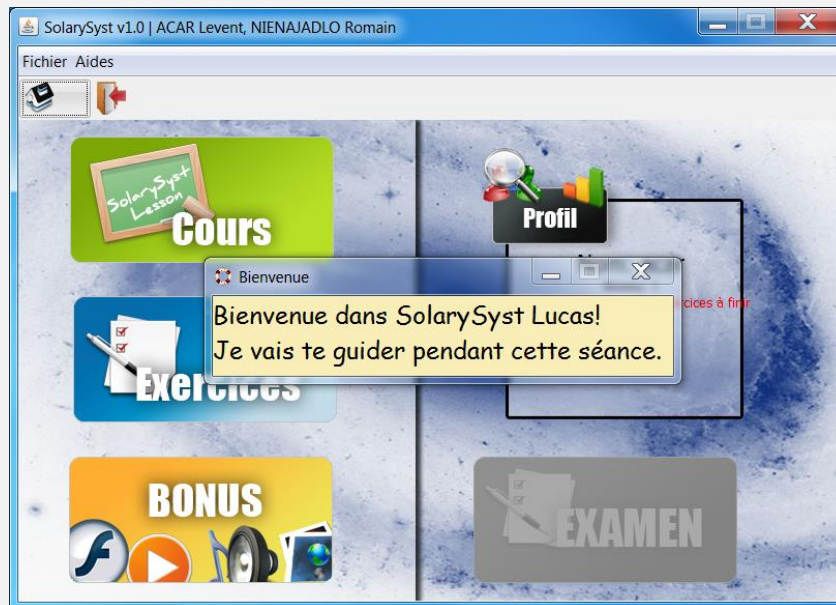 SolarySyst v1.0 | ACAR Levent, NIENAJADLO Romain
Fichier Aides
SolarySyst
Lesson
Cours
Profil
Bienvenue
cices à finir
Bienvenue dans SolarySyst Lucas!
Je vais te guider pendant cette séance.
Exercices
BONUS
EXAMEN